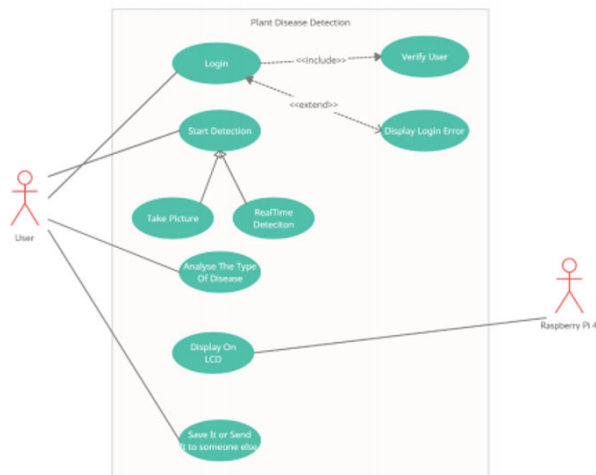 Plant Disease Detection
Login
<<include>>
Verify User
<<extend>>
Start Detection
Display Login Error
Take Picture
RealTime
Deteciton
User
Analyse The Type
Of Disease
Raspberry Pi 4
Display On
LCD
Save It or Send
It to someone else